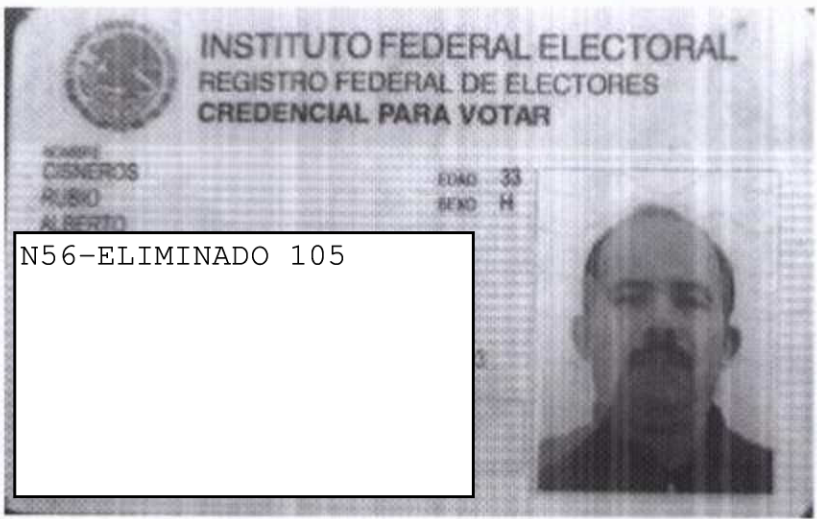 INSTITUTO FEDERAL ELECTORAL
REGISTRO FEDERAL DE ELECTORES
CREDENCIAL PARA VOTAR
NOMBRE
CISNEROS
RUBIO
ALBERTO
EDAD 33
SEXO H
N56-ELIMINADO 105